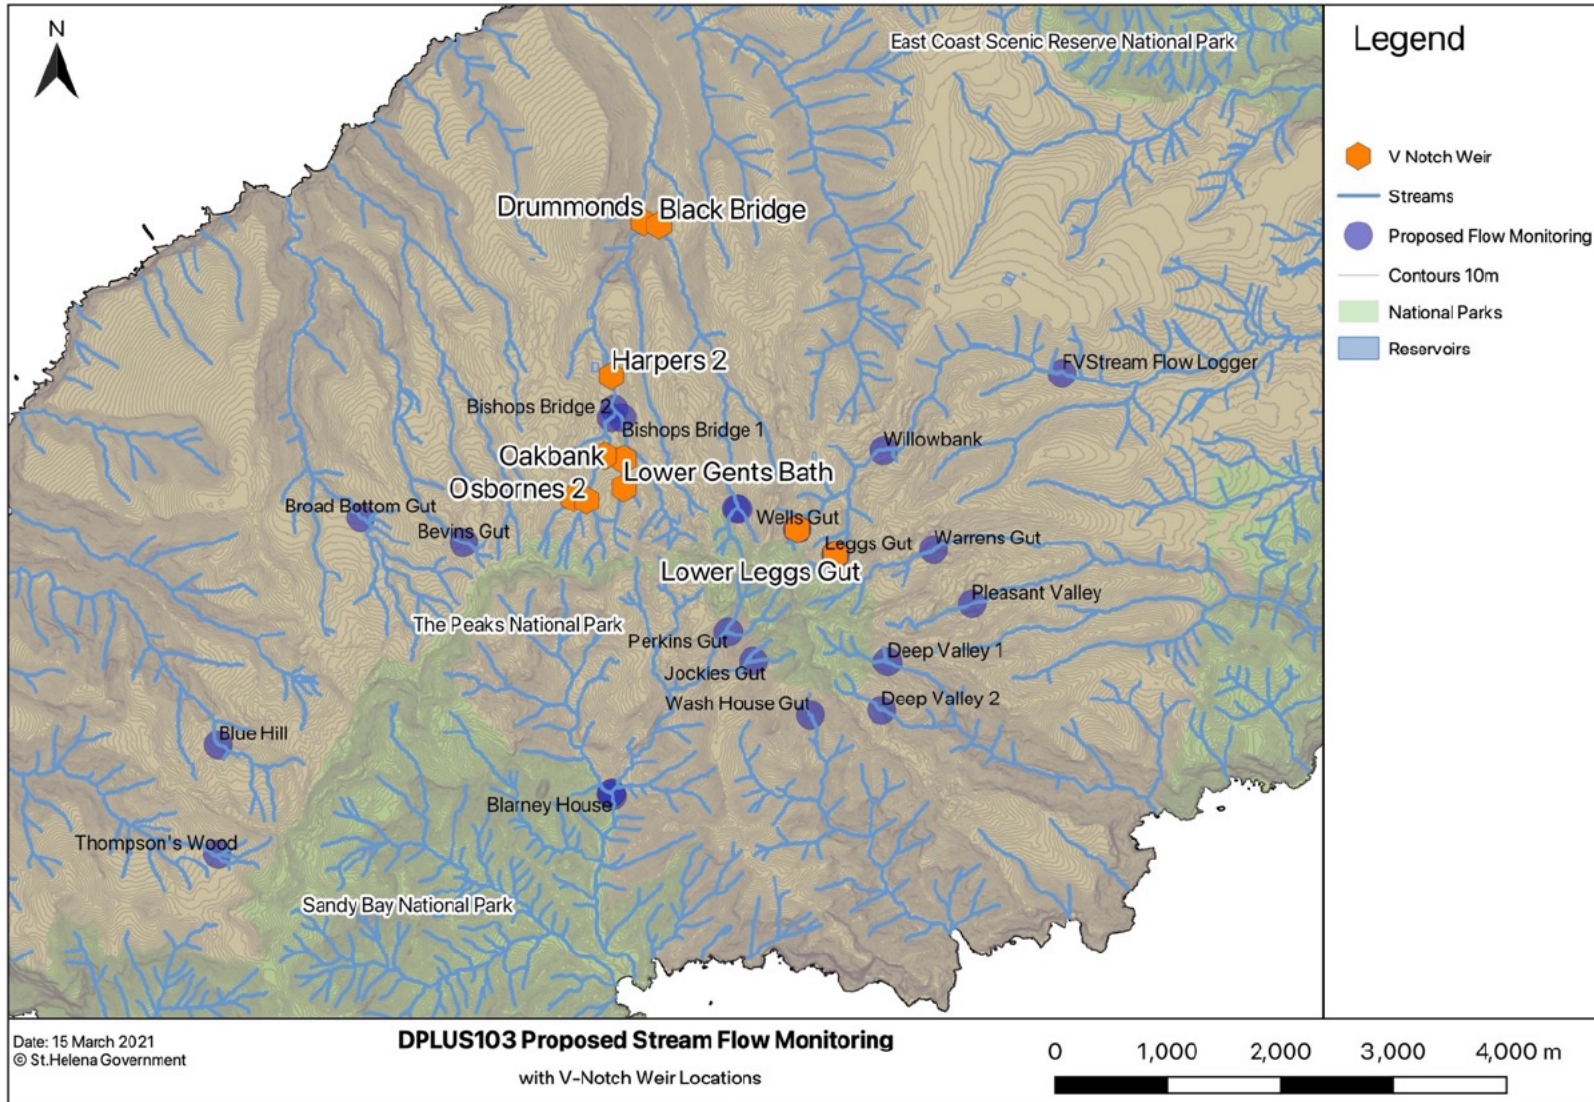 N
East Coast Scenic Reserve National Park
Drummonds
Black Bridge
Harpers 2
FVStream Flow Logger
Bishops Bridge 2
Bishops Bridge 1
Willowbank
Oakbank
Lower Gents Bath
Osbornes 2
Broad Bottom Gut
Bevins Gut
Wells Gut
Leggs Gut
Warrens Gut
Lower Leggs Gut
Pleasant Valley
The Peaks National Park
Perkins Gut
Deep Valley 1
Jockies Gut
Wash House Gut
Deep Valley 2
Blue Hill
Blarney House
Thompson's Wood
Sandy Bay National Park
Legend
V Notch Weir
Streams
Proposed Flow Monitoring
Contours 10m
National Parks
Reservoirs
Date: 15 March 2021
© St.Helena Government
DPLUS103 Proposed Stream Flow Monitoring
with V-Notch Weir Locations
0 1,000 2,000 3,000 4,000 m